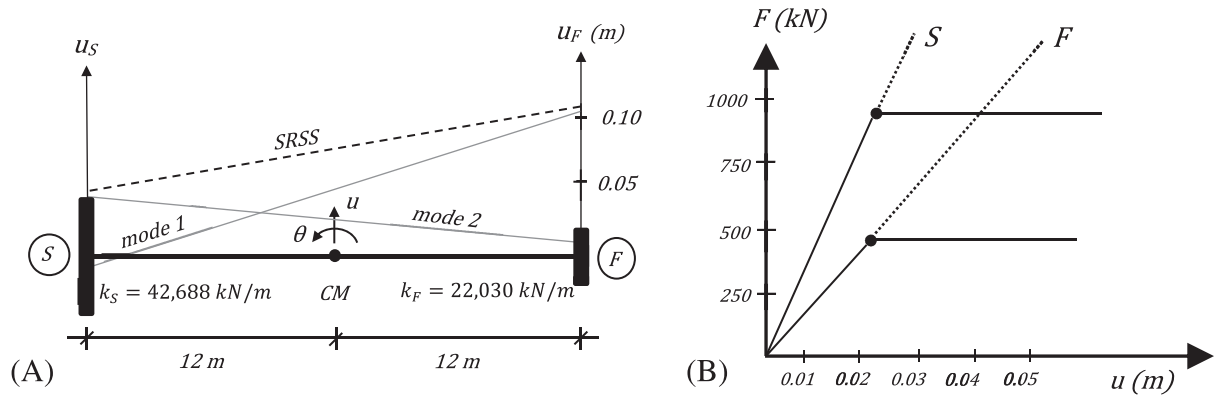 u_S
u_F (m)
0.10
SRSS
0.05
u
mode 1
mode 2
θ
S
F
k_S = 42,688 kN/m
CM
k_F = 22,030 kN/m
12 m
12 m
(A)
F (kN)
S
F
1000
750
500
250
0.01
0.02
0.03
0.04
0.05
u (m)
(B)